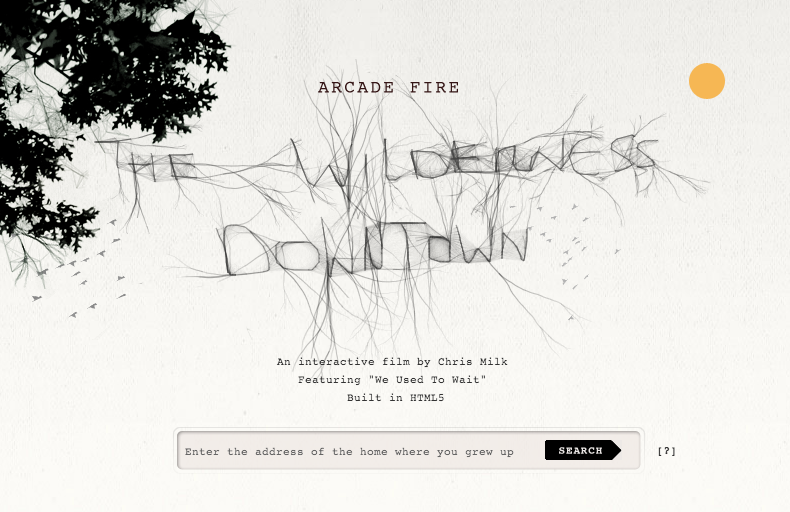 ARCADE FIRE
THE WILDERNESS
DOWNTOWN
An interactive film by Chris Milk
Featuring "We Used To Wait"
Built in HTML5
Enter the address of the home where you grew up
SEARCH
[?]